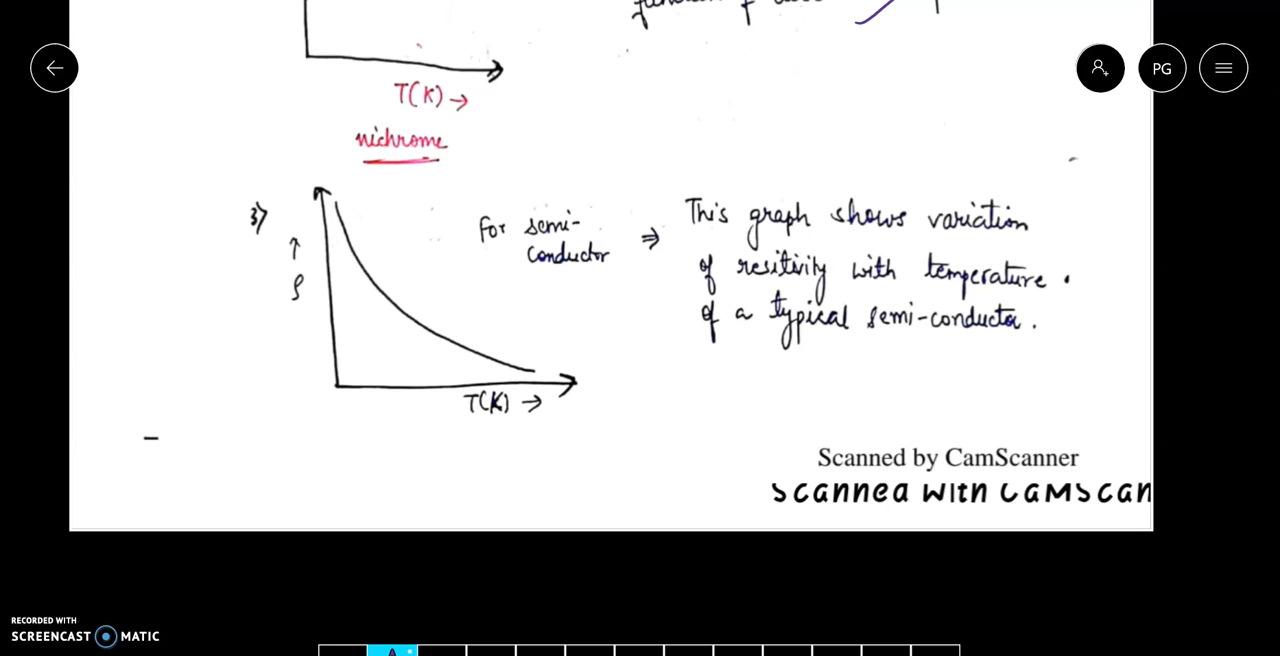 T(K) →
nichrome
3)
↑
ρ
For semi-
conductor ⇒
This graph shows variation
of resitivity with temperature.
of a typical semi-conductor.
T(K) →
PG
Scanned by CamScanner
Scanned with CamScan
RECORDED WITH
SCREENCAST MATIC